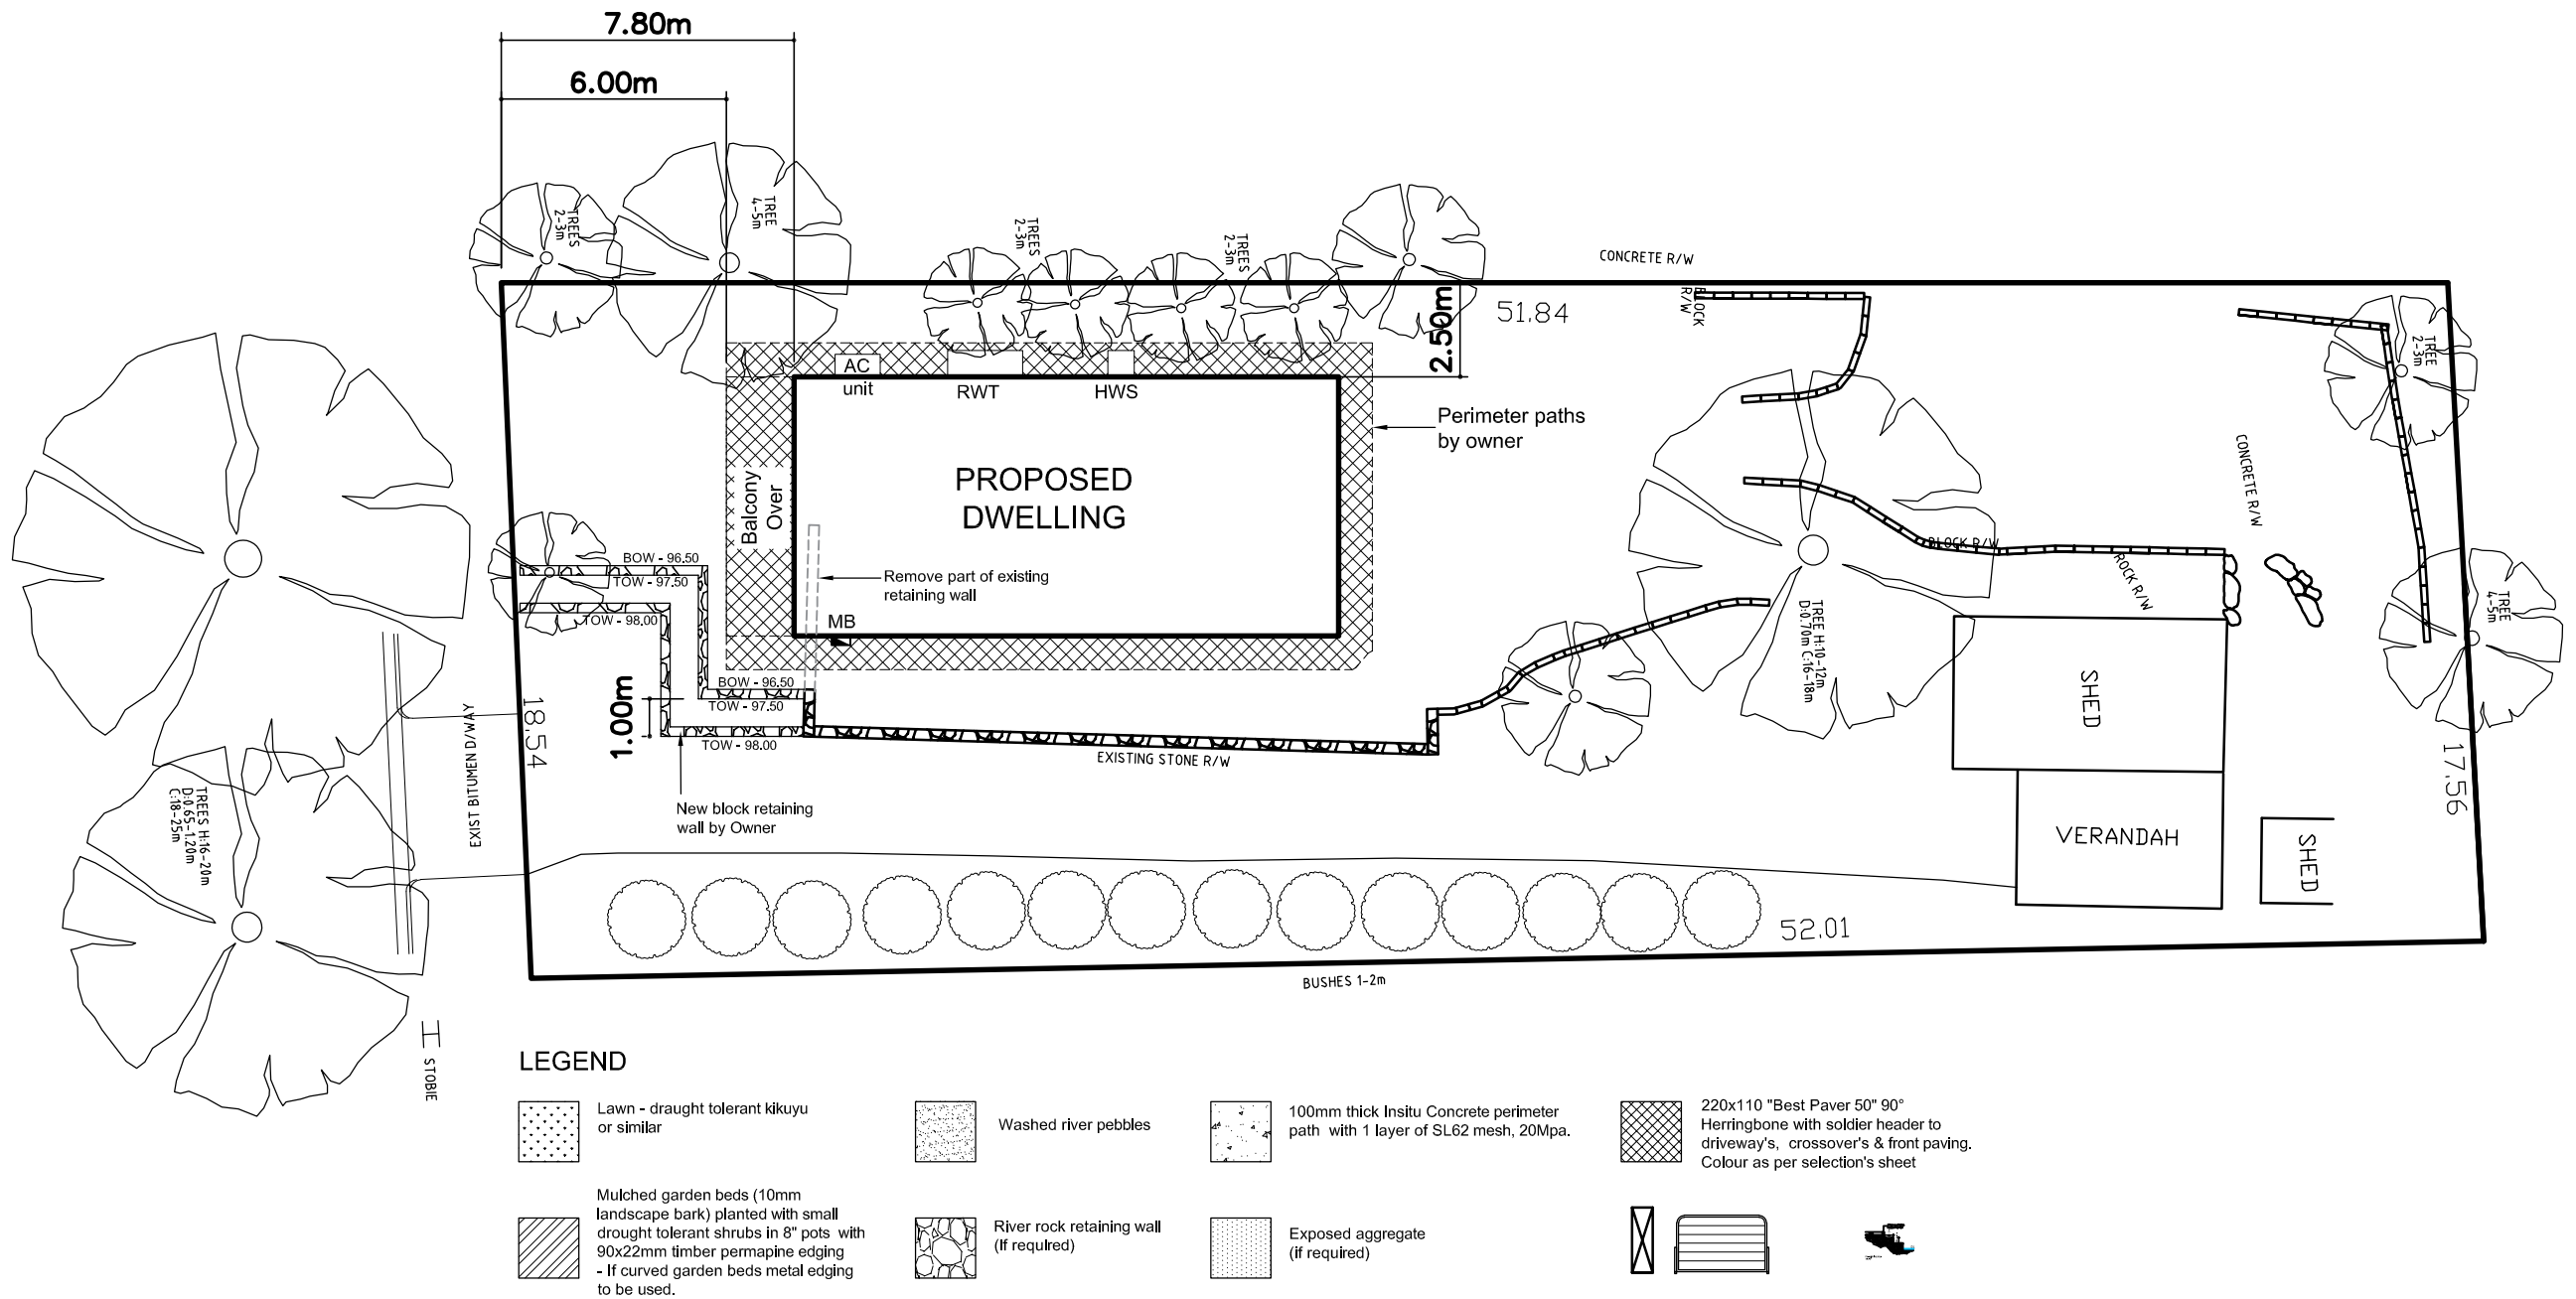 7.80m
6.00m
TREES
2-3m
TREE
4-5m
TREES
2-3m
TREES
2-3m
CONCRETE R/W
51.84
BLOCK
R/W
2.50m
TREE
2-3m
AC
unit
RWT
HWS
Perimeter paths
by owner
CONCRETE R/W
PROPOSED
DWELLING
Balcony
Over
BOW - 96.50
TOW - 97.50
TOW - 98.00
Remove part of existing
retaining wall
MB
BLOCK R/W
ROCK R/W
TREE H:10-12m
D:0.70m C:16-18m
TREE
4-5m
SHED
BOW - 96.50
TOW - 97.50
TOW - 98.00
1.00m
18.54
EXIST BITUMEN D/WAY
EXISTING STONE R/W
17.56
New block retaining
wall by Owner
TREES H:16-20m
D:0.65-1.20m
C:18-25m
VERANDAH
SHED
52.01
BUSHES 1-2m
STOBIE
LEGEND
Lawn - draught tolerant kikuyu
or similar
Washed river pebbles
100mm thick Insitu Concrete perimeter
path with 1 layer of SL62 mesh, 20Mpa.
220x110 "Best Paver 50" 90°
Herringbone with soldier header to
driveway's, crossover's & front paving.
Colour as per selection's sheet
Mulched garden beds (10mm
landscape bark) planted with small
drought tolerant shrubs in 8" pots with
90x22mm timber permapine edging
- If curved garden beds metal edging
to be used.
River rock retaining wall
(If required)
Exposed aggregate
(if required)